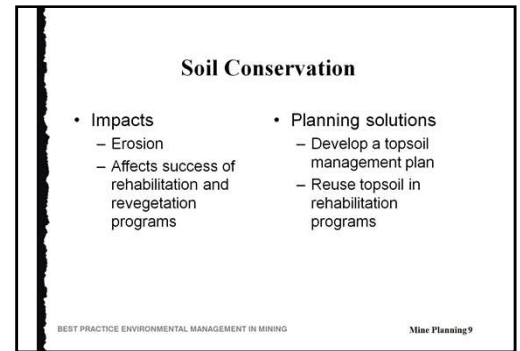 Soil Conservation
• Impacts
– Erosion
– Affects success of
rehabilitation and
revegetation
programs
• Planning solutions
– Develop a topsoil
management plan
– Reuse topsoil in
rehabilitation
programs
BEST PRACTICE ENVIRONMENTAL MANAGEMENT IN MINING
Mine Planning 9